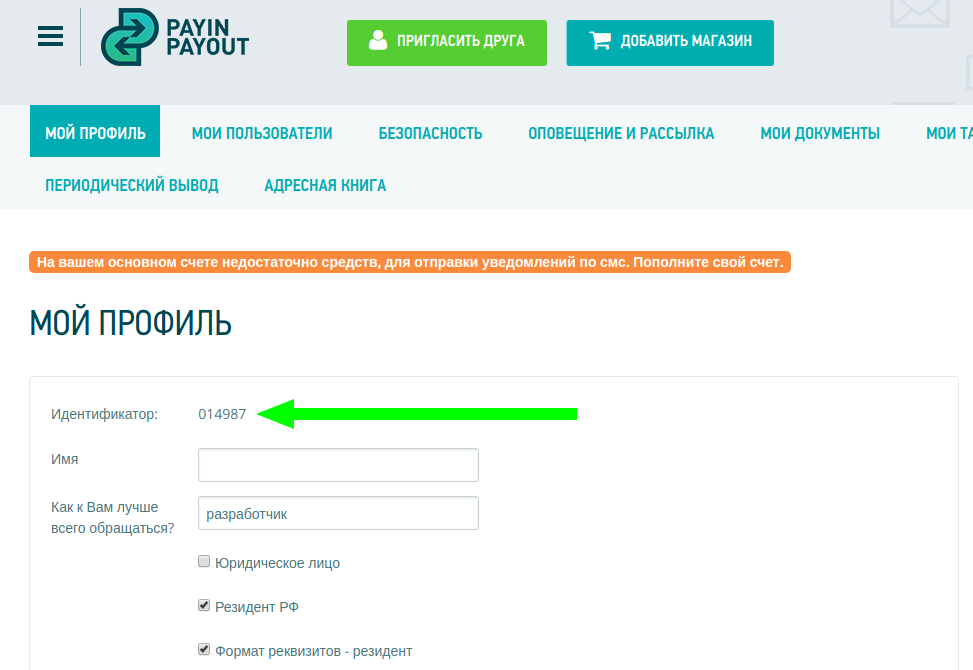 PAYIN
PAYOUT
ПРИГЛАСИТЬ ДРУГА
ДОБАВИТЬ МАГАЗИН
МОЙ ПРОФИЛЬ
МОИ ПОЛЬЗОВАТЕЛИ
БЕЗОПАСНОСТЬ
ОПОВЕЩЕНИЕ И РАССЫЛКА
МОИ ДОКУМЕНТЫ
МОИ
ПЕРИОДИЧЕСКИЙ ВЫВОД
АДРЕСНАЯ КНИГА
На вашем основном счете недостаточно средств, для отправки уведомлений по смс. Пополните свой счет.
МОЙ ПРОФИЛЬ
Идентификатор: 014987
Имя
Как к Вам лучше
всего обращаться?
разработчик
Юридическое лицо
Резидент РФ
Формат реквизитов - резидент